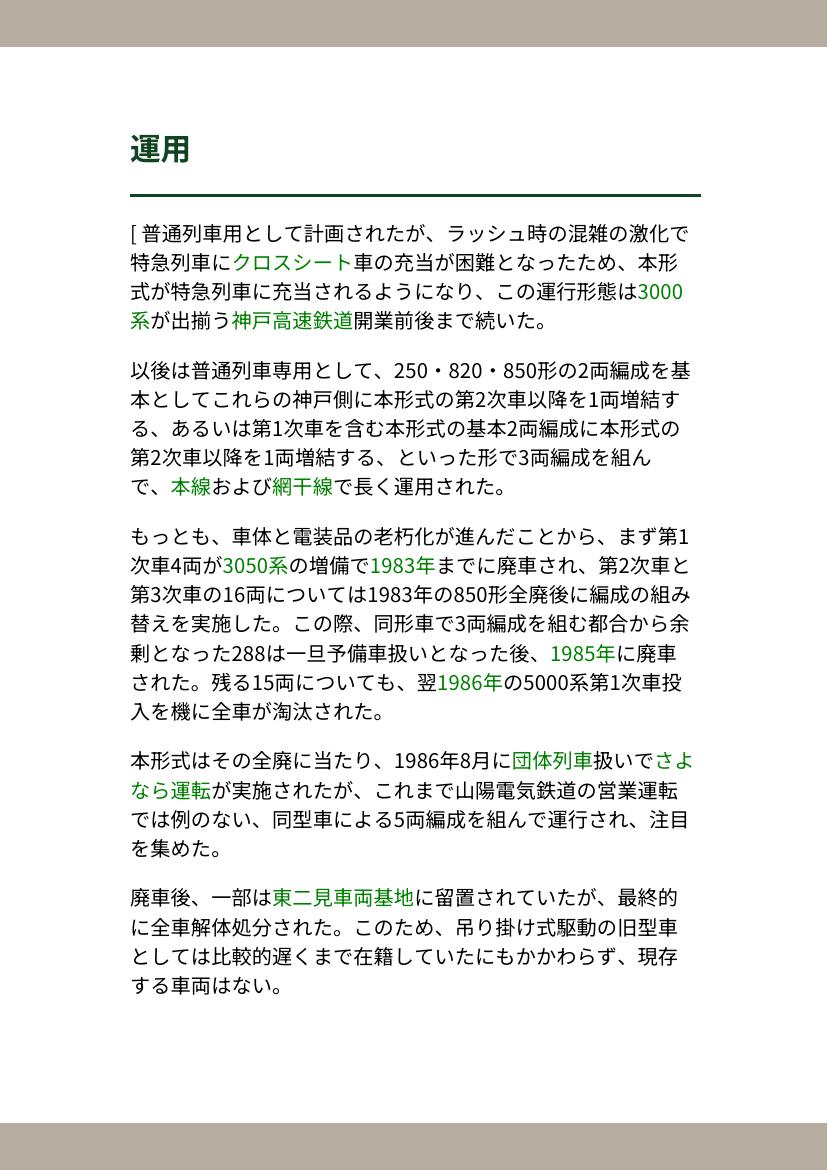 運用
[ 普通列車用として計画されたが、ラッシュ時の混雑の激化で
特急列車にクロスシート車の充当が困難となったため、本形
式が特急列車に充当されるようになり、この運行形態は3000
系が出揃う神戸高速鉄道開業前後まで続いた。
以後は普通列車専用として、250・820・850形の2両編成を基
本としてこれらの神戸側に本形式の第2次車以降を1両増結す
る、あるいは第1次車を含む本形式の基本2両編成に本形式の
第2次車以降を1両増結する、といった形で3両編成を組ん
で、本線および網干線で長く運用された。
もっとも、車体と電装品の老朽化が進んだことから、まず第1
次車4両が3050系の増備で1983年までに廃車され、第2次車と
第3次車の16両については1983年の850形全廃後に編成の組み
替えを実施した。この際、同形車で3両編成を組む都合から余
剰となった288は一旦予備車扱いとなった後、1985年に廃車
された。残る15両についても、翌1986年の5000系第1次車投
入を機に全車が淘汰された。
本形式はその全廃に当たり、1986年8月に団体列車扱いでさよ
なら運転が実施されたが、これまで山陽電気鉄道の営業運転
では例のない、同型車による5両編成を組んで運行され、注目
を集めた。
廃車後、一部は東二見車両基地に留置されていたが、最終的
に全車解体処分された。このため、吊り掛け式駆動の旧型車
としては比較的遅くまで在籍していたにもかかわらず、現存
する車両はない。